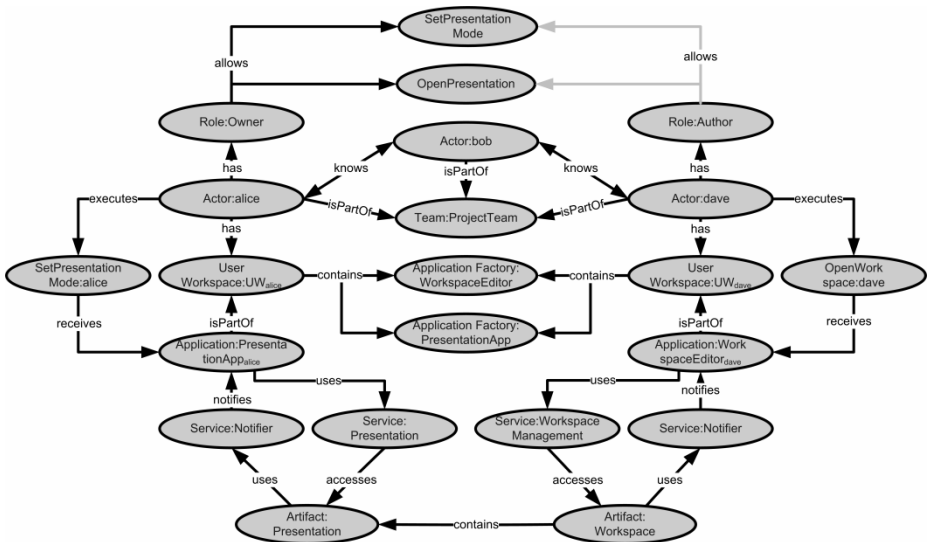 SetPresentation
Mode
allows
allows
OpenPresentation
Role:Owner
Role:Author
Actor:bob
has
knows
isPartOf
knows
has
executes
Actor:alice
isPartOf
Team:ProjectTeam
isPartOf
Actor:dave
executes
has
has
SetPresentation
Mode:alice
User
Workspace:UWalice
contains
Application Factory:
WorkspaceEditor
contains
User
Workspace:UWdave
OpenWork
space:dave
receives
isPartOf
Application Factory:
PresentationApp
isPartOf
receives
Application:Presenta
tionAppalice
Application:Work
spaceEditordave
uses
uses
notifies
notifies
Service:Notifier
Service:
Presentation
Service:Workspace
Management
Service:Notifier
uses
accesses
accesses
uses
Artifact:
Presentation
contains
Artifact:
Workspace